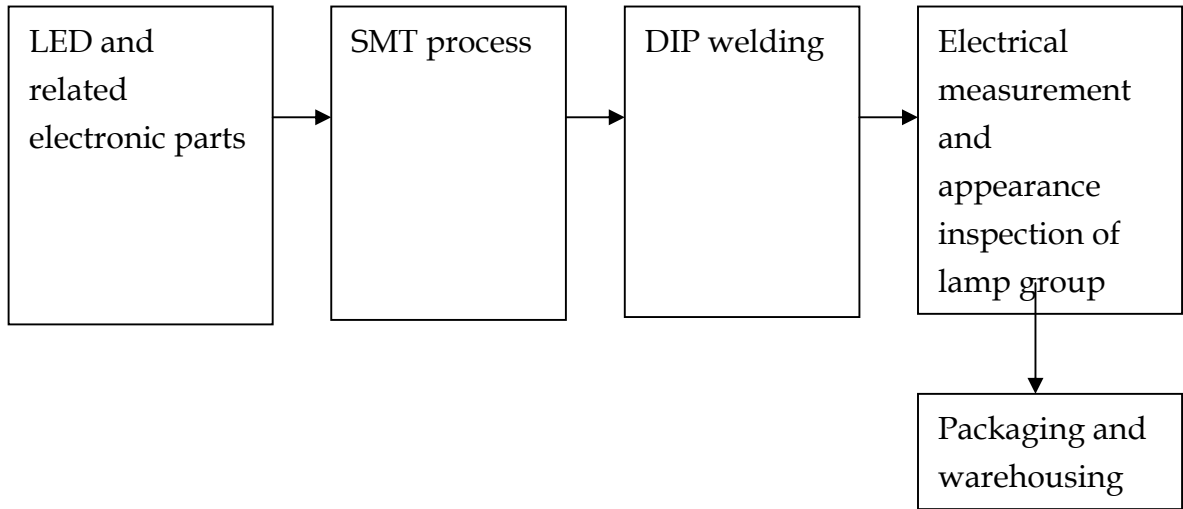 LED and
related
electronic parts
SMT process
DIP welding
Electrical
measurement
and
appearance
inspection of
lamp group
Packaging and
warehousing